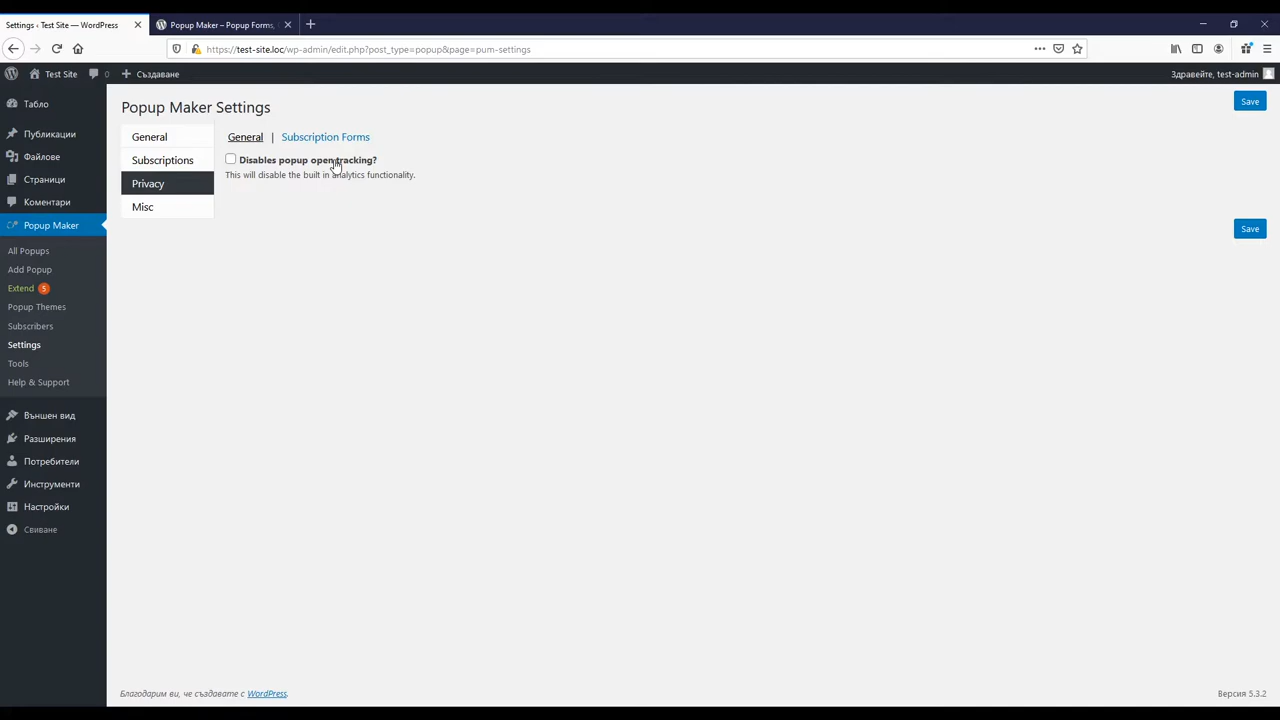 Settings ‹ Test Site — WordPress
Popup Maker – Popup Forms,
https://test-site.loc/wp-admin/edit.php?post_type=popup&page=pum-settings
Test Site
0
Създаване
Здравейте, test-admin
Табло
Публикации
Файлове
Страници
Коментари
Popup Maker
All Popups
Add Popup
Extend 5
Popup Themes
Subscribers
Settings
Tools
Help & Support
Външен вид
Разширения
Потребители
Инструменти
Настройки
Свиване
Popup Maker Settings
Save
General
Subscriptions
Privacy
Misc
General | Subscription Forms
Disables popup open tracking?
This will disable the built in analytics functionality.
Save
Благодарим ви, че създавате с WordPress.
Версия 5.3.2